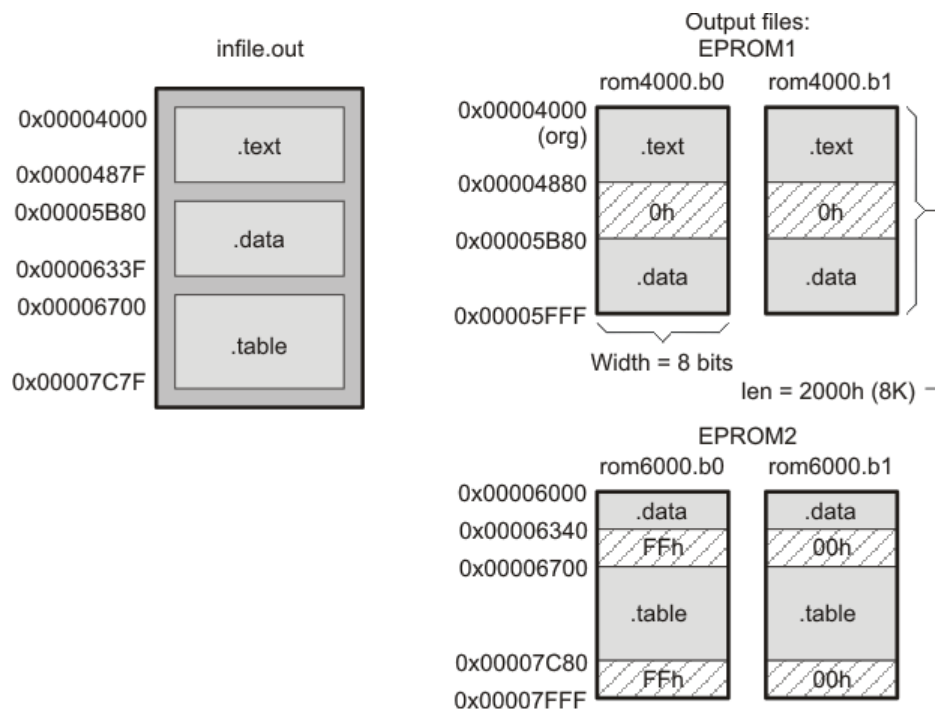 infile.out
0x00004000
.text
0x0000487F
0x00005B80
.data
0x0000633F
0x00006700
.table
0x00007C7F
Output files:
EPROM1
rom4000.b0 rom4000.b1
0x00004000
(org)
.text .text
0x00004880
0h 0h
0x00005B80
.data .data
0x00005FFF
Width = 8 bits
len = 2000h (8K)
EPROM2
rom6000.b0 rom6000.b1
0x00006000
.data .data
0x00006340
FFh 00h
0x00006700
.table .table
0x00007C80
FFh 00h
0x00007FFF